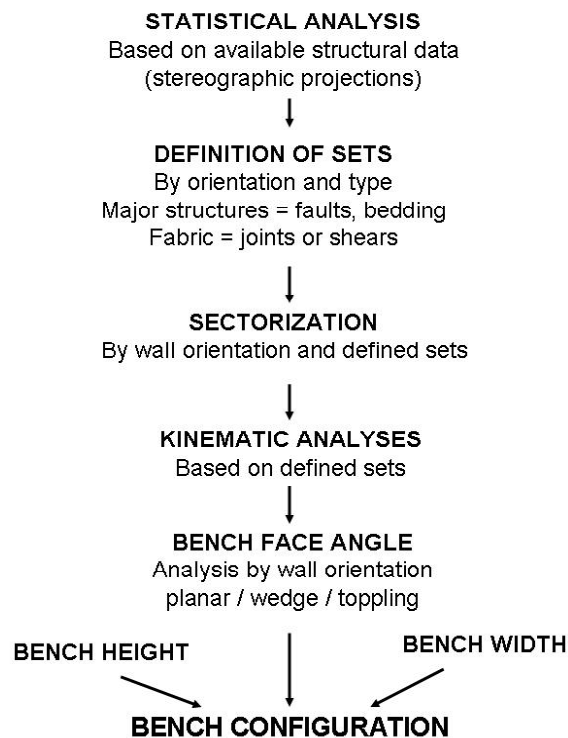 STATISTICAL ANALYSIS
Based on available structural data
(stereographic projections)
DEFINITION OF SETS
By orientation and type
Major structures = faults, bedding
Fabric = joints or shears
SECTORIZATION
By wall orientation and defined sets
KINEMATIC ANALYSES
Based on defined sets
BENCH FACE ANGLE
Analysis by wall orientation
planar / wedge / toppling
BENCH HEIGHT
BENCH WIDTH
BENCH CONFIGURATION